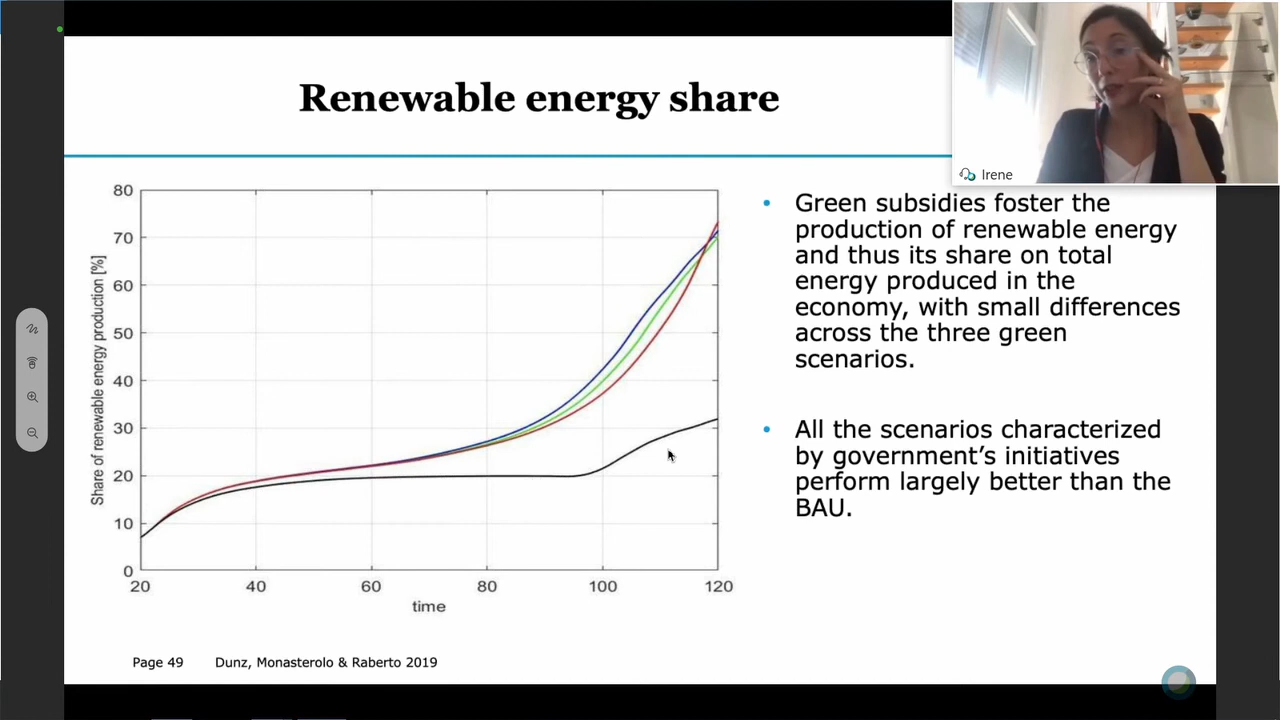 Renewable energy share
Irene
80
70
60
50
40
30
20
10
0
Share of renewable energy production [%]
20
40
60
80
100
120
time
• Green subsidies foster the
production of renewable energy
and thus its share on total
energy produced in the
economy, with small differences
across the three green
scenarios.
• All the scenarios characterized
by government’s initiatives
perform largely better than the
BAU.
Page 49
Dunz, Monasterolo & Raberto 2019